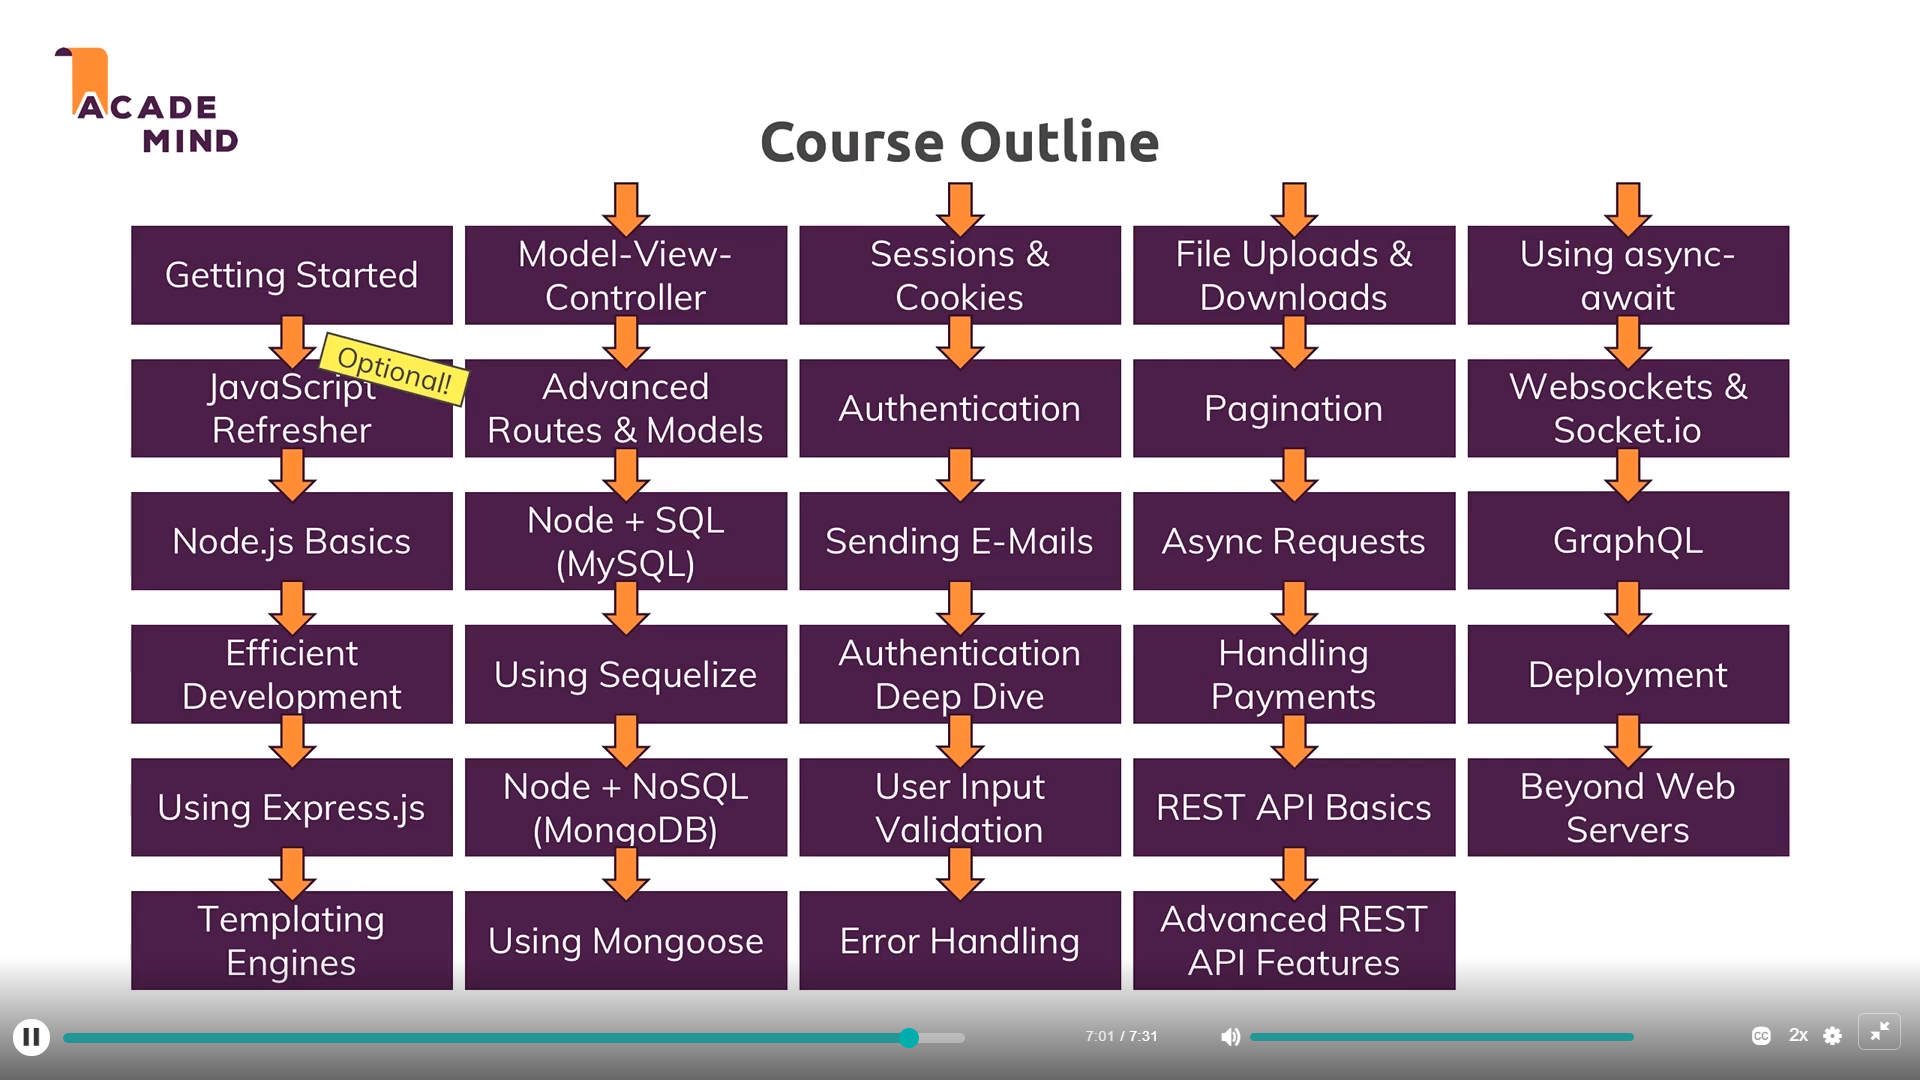 ACADE
MIND
Course Outline
Getting Started
Optional!
JavaScript
Refresher
Node.js Basics
Efficient
Development
Using Express.js
Templating
Engines
Model-View-
Controller
Advanced
Routes & Models
Node + SQL
(MySQL)
Using Sequelize
Node + NoSQL
(MongoDB)
Using Mongoose
Sessions &
Cookies
Authentication
Sending E-Mails
Authentication
Deep Dive
User Input
Validation
Error Handling
File Uploads &
Downloads
Pagination
Async Requests
Handling
Payments
REST API Basics
Advanced REST
API Features
Using async-
await
Websockets &
Socket.io
GraphQL
Deployment
Beyond Web
Servers
7:01 / 7:31
CC
2x